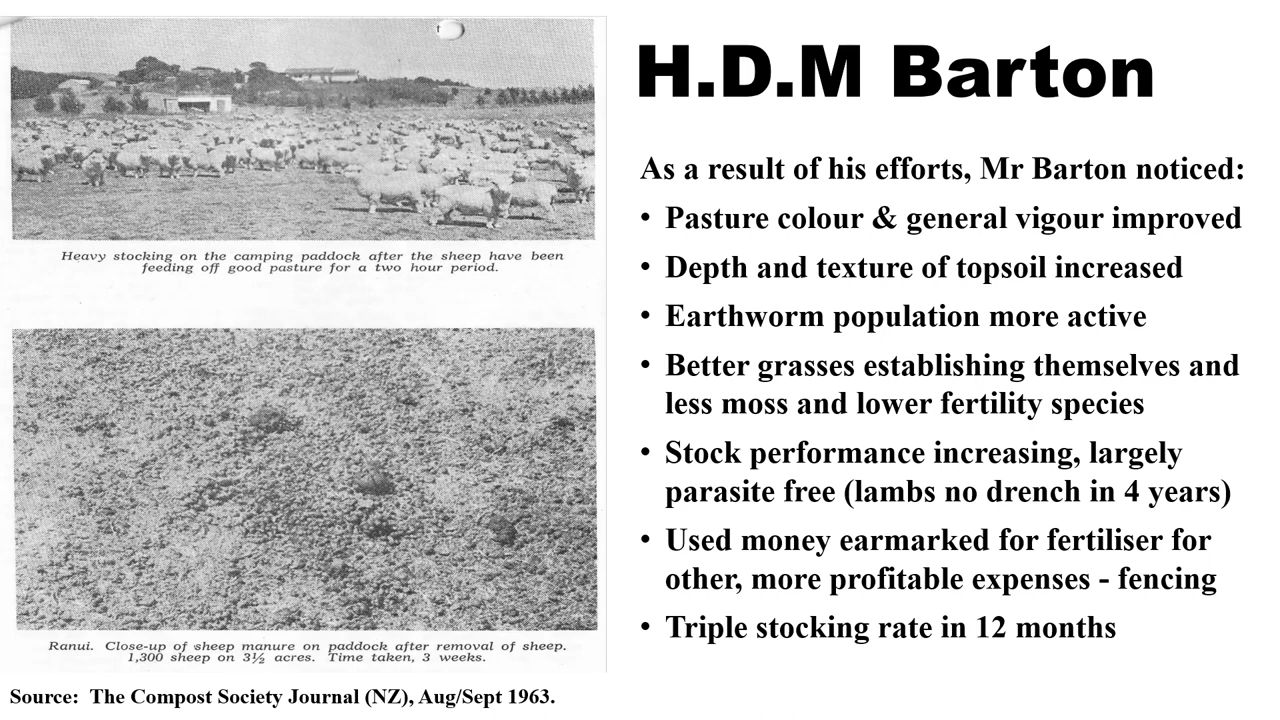 H.D.M Barton
As a result of his efforts, Mr Barton noticed:
• Pasture colour & general vigour improved
• Depth and texture of topsoil increased
• Earthworm population more active
• Better grasses establishing themselves and
less moss and lower fertility species
• Stock performance increasing, largely
parasite free (lambs no drench in 4 years)
• Used money earmarked for fertiliser for
other, more profitable expenses - fencing
• Triple stocking rate in 12 months
Heavy stocking on the camping paddock after the sheep have been
feeding off good pasture for a two hour period.
Ranui. Close-up of sheep manure on paddock after removal of sheep.
1,300 sheep on 3½ acres. Time taken, 3 weeks.
Source: The Compost Society Journal (NZ), Aug/Sept 1963.